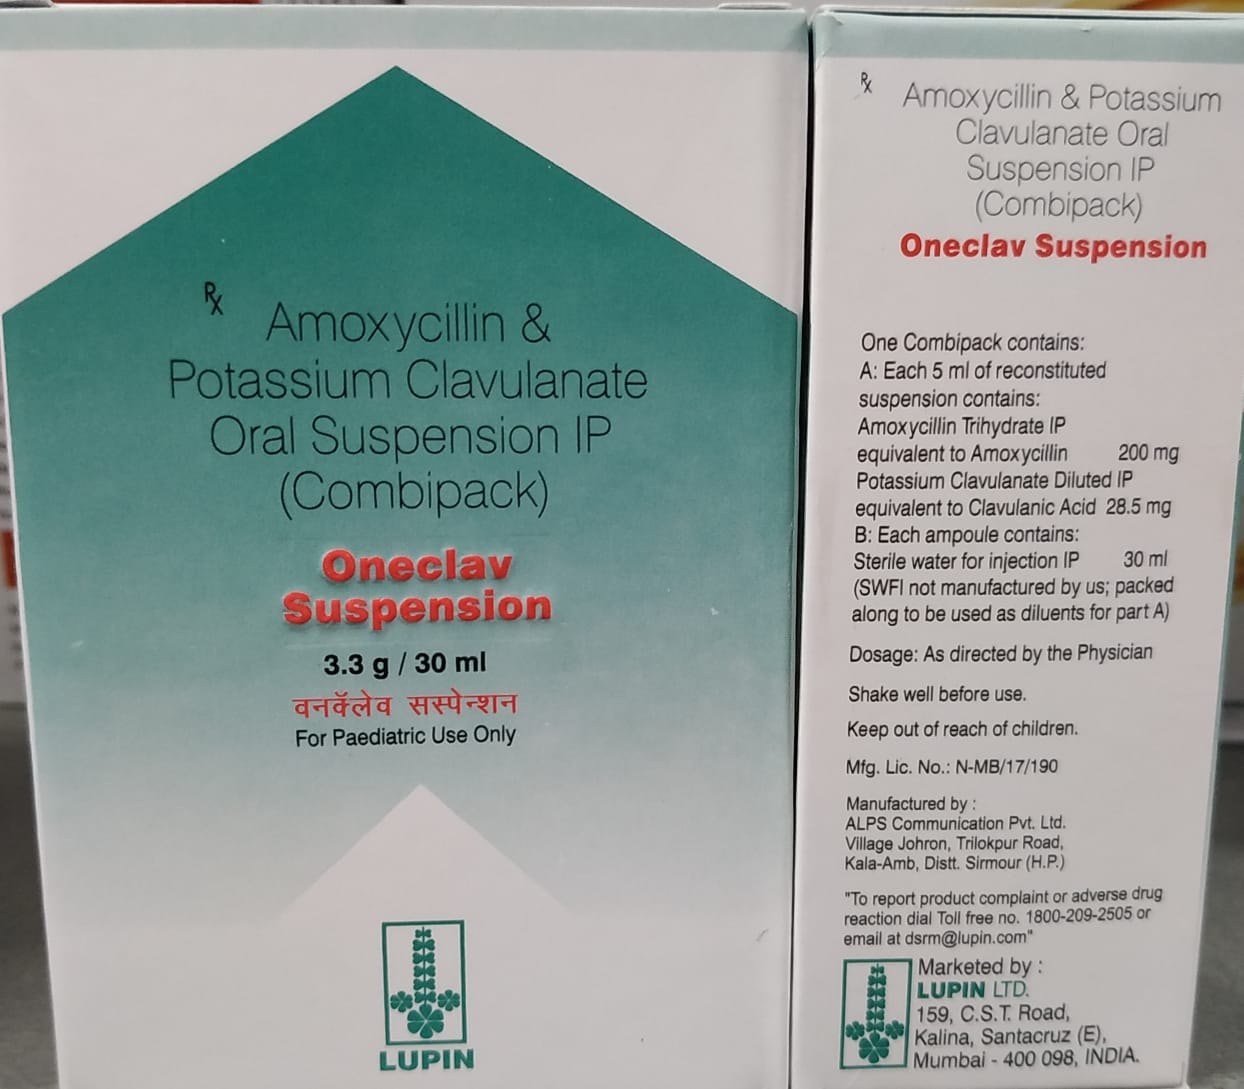 Rx Amoxycillin &
Potassium Clavulanate
Oral Suspension IP
(Combipack)
Oneclav
Suspension
3.3 g / 30 ml
वनकॅलेव सस्पेन्शन
For Paediatric Use Only
LUPIN
Rx Amoxycillin & Potassium
Clavulanate Oral
Suspension IP
(Combipack)
Oneclav Suspension
One Combipack contains:
A: Each 5 ml of reconstituted
suspension contains:
Amoxycillin Trihydrate IP
equivalent to Amoxycillin 200 mg
Potassium Clavulanate Diluted IP
equivalent to Clavulanic Acid 28.5 mg
B: Each ampoule contains:
Sterile water for injection IP 30 ml
(SWFI not manufactured by us; packed
along to be used as diluents for part A)
Dosage: As directed by the Physician
Shake well before use.
Keep out of reach of children.
Mfg. Lic. No.: N-MB/17/190
Manufactured by :
ALPS Communication Pvt. Ltd.
Village Johron, Trilokpur Road,
Kala-Amb, Distt. Sirmour (H.P.)
"To report product complaint or adverse drug
reaction dial Toll free no. 1800-209-2505 or
email at dsrm@lupin.com"
Marketed by :
LUPIN LTD.
159, C.S.T. Road,
Kalina, Santacruz (E),
Mumbai - 400 098, INDIA.